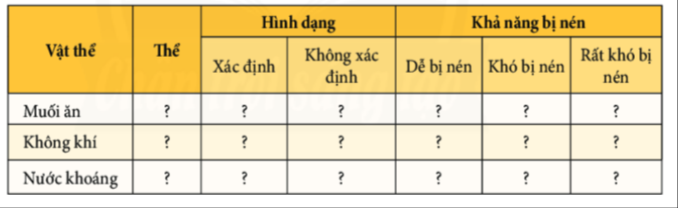 Vật thể Thể Hình dạng Khả năng bị nén
Xác định Không xác định Dễ bị nén Khó bị nén Rất khó bị nén
Muối ăn ? ? ? ? ? ?
Không khí ? ? ? ? ? ?
Nước khoáng ? ? ? ? ? ?